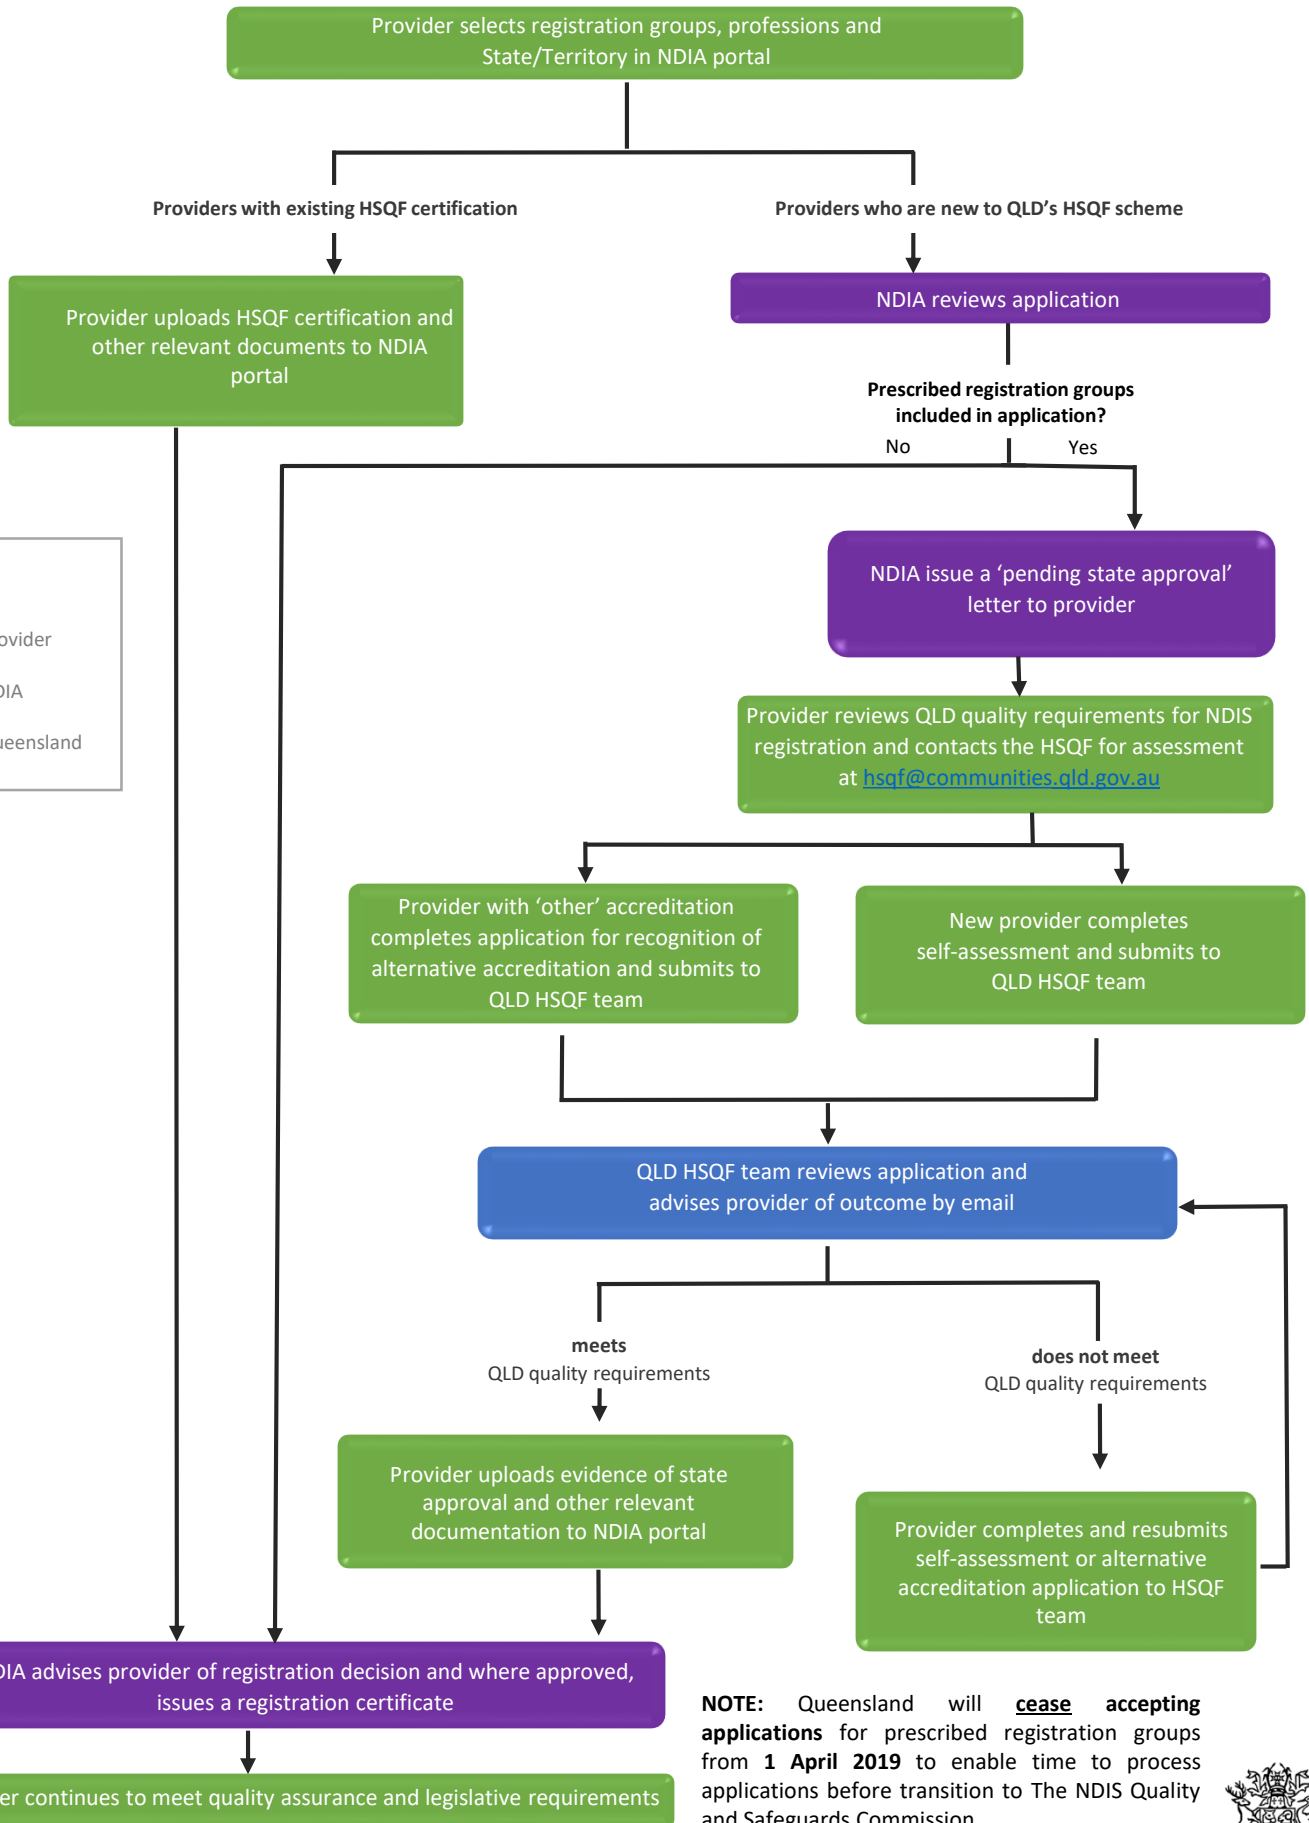 Provider selects registration groups, professions and
State/Territory in NDIA portal
Providers with existing HSQF certification
Providers who are new to QLD’s HSQF scheme
Provider uploads HSQF certification and
other relevant documents to NDIA
portal
NDIA reviews application
Prescribed registration groups
included in application?
No
Yes
NDIA issue a ‘pending state approval’
letter to provider
Provider reviews QLD quality requirements for NDIS
registration and contacts the HSQF for assessment
at hsqf@communities.qld.gov.au
Provider with ‘other’ accreditation
completes application for recognition of
alternative accreditation and submits to
QLD HSQF team
New provider completes
self-assessment and submits to
QLD HSQF team
QLD HSQF team reviews application and
advises provider of outcome by email
meets
QLD quality requirements
does not meet
QLD quality requirements
Provider uploads evidence of state
approval and other relevant
documentation to NDIA portal
Provider completes and resubmits
self-assessment or alternative
accreditation application to HSQF
team
advises provider of registration decision and where approved,
issues a registration certificate
continues to meet quality assurance and legislative requirements
NOTE: Queensland will cease accepting
applications for prescribed registration groups
from 1 April 2019 to enable time to process
applications before transition to The NDIS Quality
and Safeguards Commission